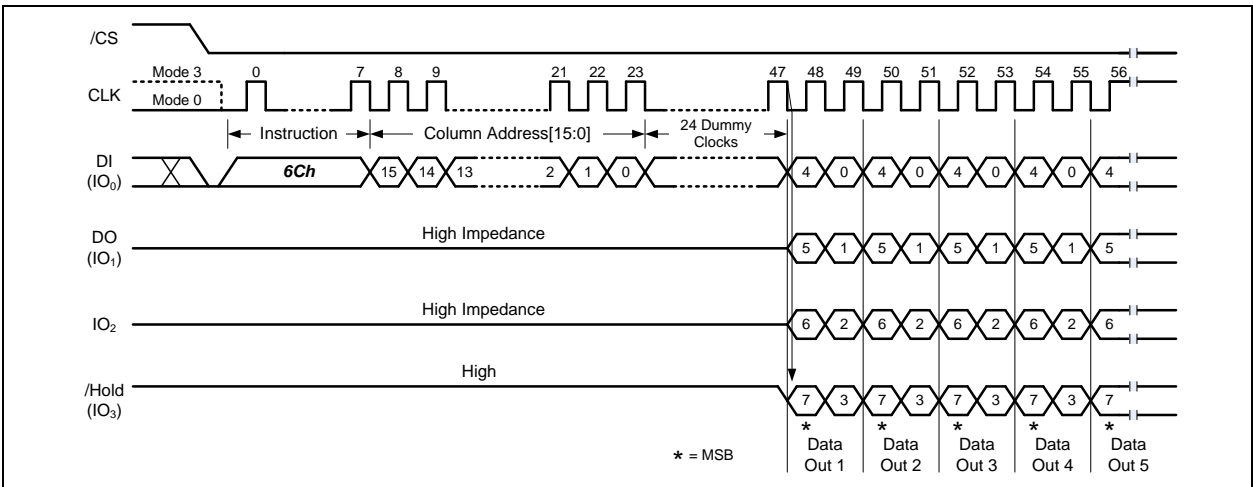 /CS
Mode 3
0 7 8 9 21 22 23 47 48 49 50 51 52 53 54 55 56
CLK
Mode 0
Instruction
Column Address[15:0]
24 Dummy
Clocks
DI
(IO0)
6Ch
15 14 13 2 1 0 4 0 4 0 4 0 4 0 4
DO
(IO1)
High Impedance
5 1 5 1 5 1 5 1 5
IO2
High Impedance
6 2 6 2 6 2 6 2 6
/Hold
(IO3)
High
7 3 7 3 7 3 7 3 7
* * * * *
* = MSB
Data
Out 1
Data
Out 2
Data
Out 3
Data
Out 4
Data
Out 5